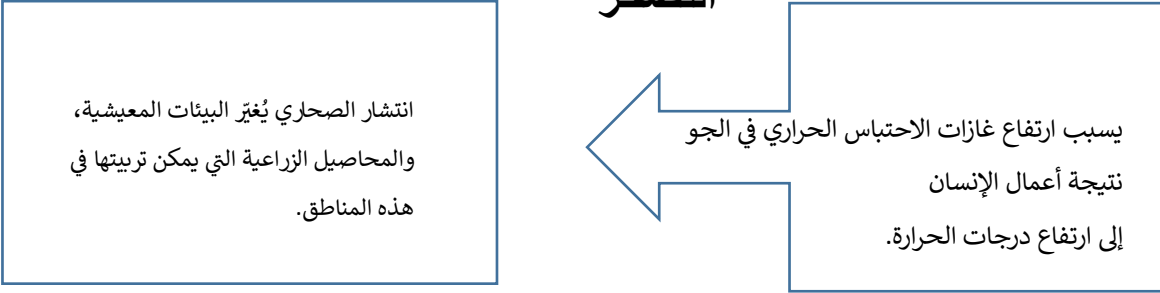 يسبب ارتفاع غازات الاحتباس الحراري في الجو
نتيجة أعمال الإنسان
إلى ارتفاع درجات الحرارة.
انتشار الصحاري يُغيّر البيئات المعيشية،
والمحاصيل الزراعية التي يمكن تربيتها في
هذه المناطق.